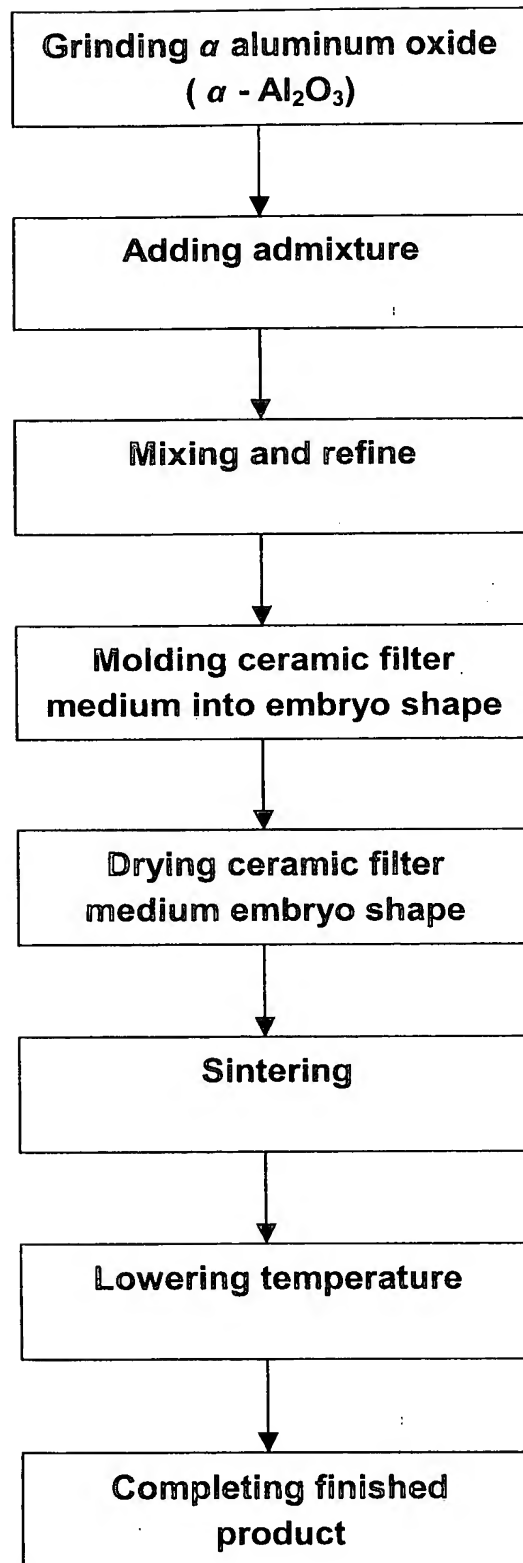 Grinding α aluminum oxide
( α - Al₂O₃)
Adding admixture
Mixing and refine
Molding ceramic filter
medium into embryo shape
Drying ceramic filter
medium embryo shape
Sintering
Lowering temperature
Completing finished
product